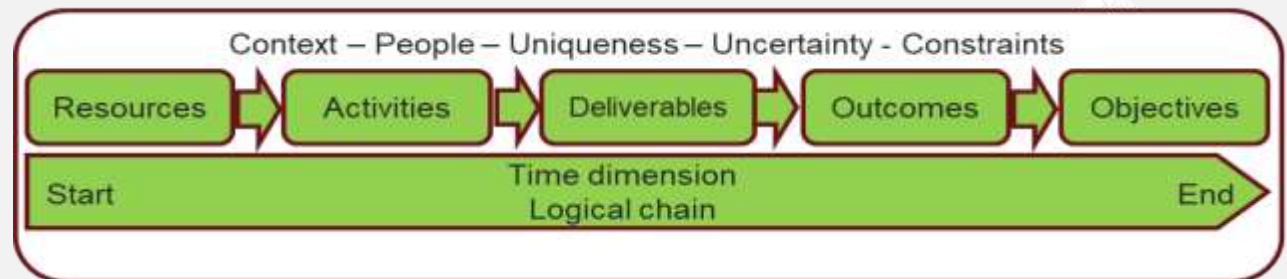 Context – People – Uniqueness – Uncertainty - Constraints
Resources
Activities
Deliverables
Outcomes
Objectives
Start
Time dimension
Logical chain
End